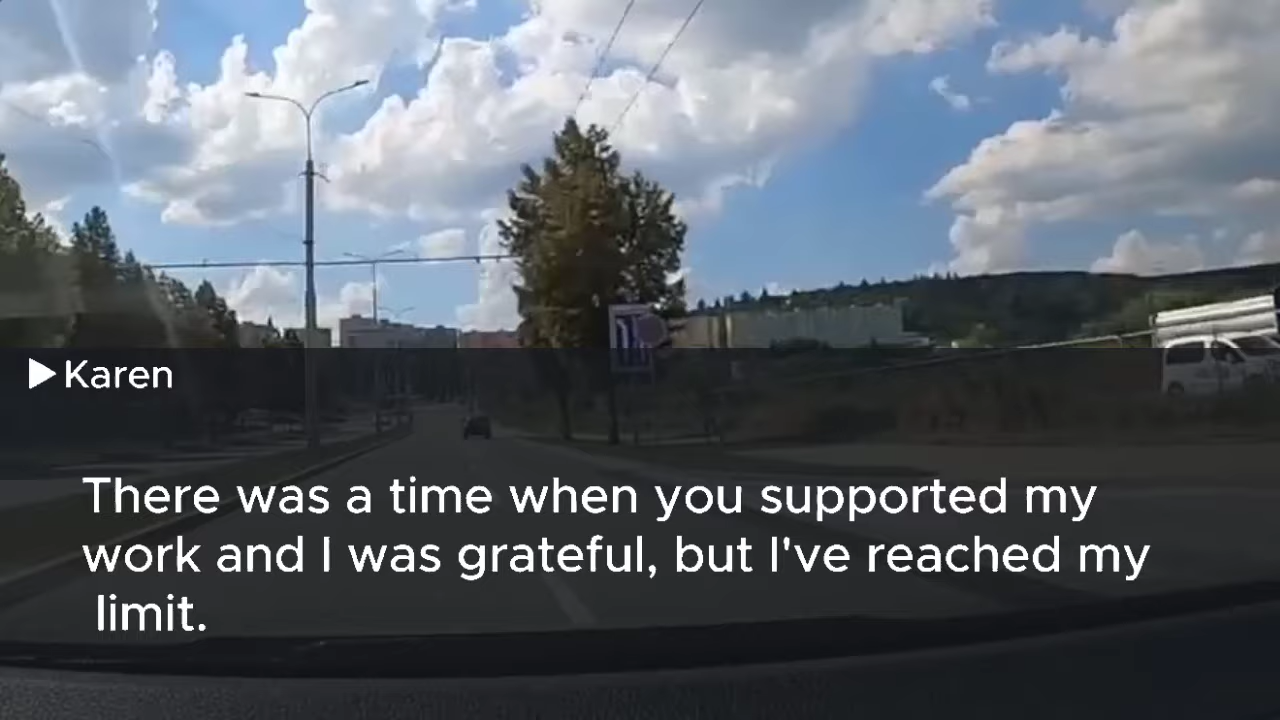 ▶Karen
There was a time when you supported my
work and I was grateful, but I've reached my
limit.